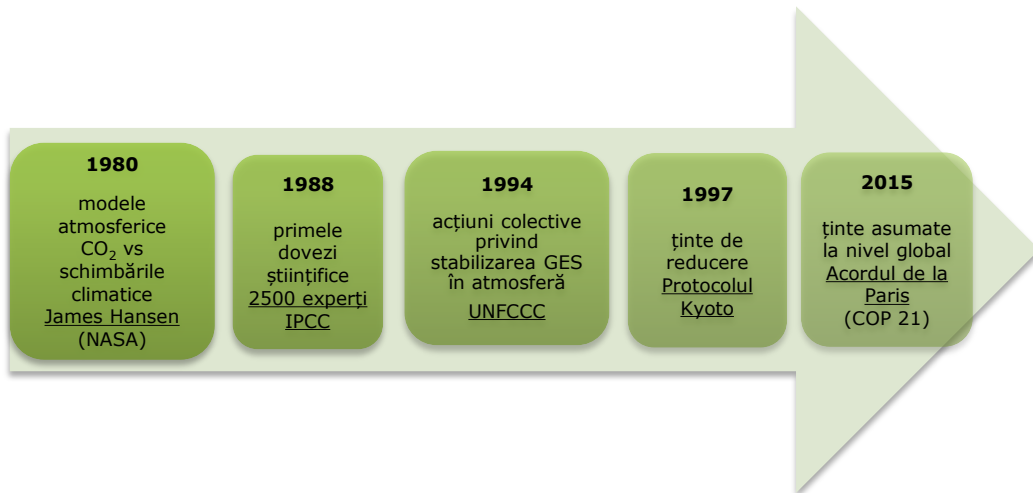 1980
modele
atmosferice
CO₂ vs
schimbările
climatice
James Hansen
(NASA)
1988
primele
dovezi
științifice
2500 experți
IPCC
1994
acțiuni colective
privind
stabilizarea GES
în atmosferă
UNFCCC
1997
ținte de
reducere
Protocolul
Kyoto
2015
ținte asumate
la nivel global
Acordul de la
Paris
(COP 21)